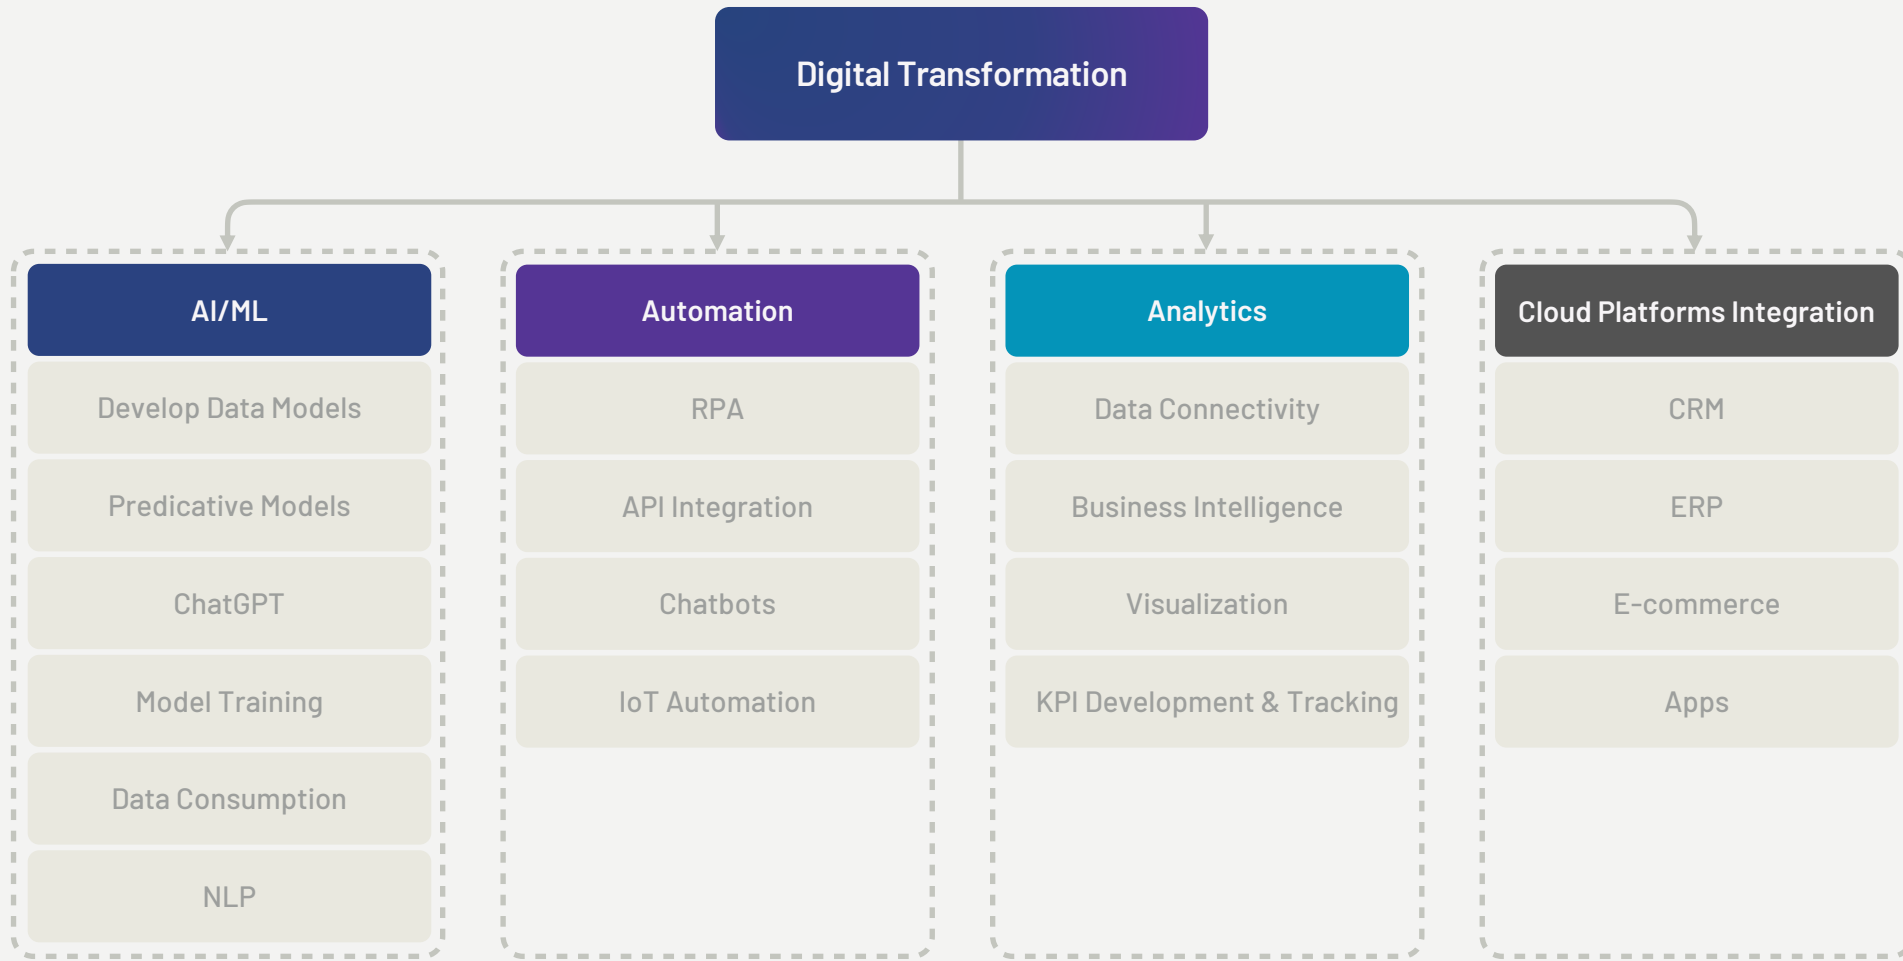 Digital Transformation
AI/ML
Develop Data Models
Predicative Models
ChatGPT
Model Training
Data Consumption
NLP
Automation
RPA
API Integration
Chatbots
IoT Automation
Analytics
Data Connectivity
Business Intelligence
Visualization
KPI Development & Tracking
Cloud Platforms Integration
CRM
ERP
E-commerce
Apps